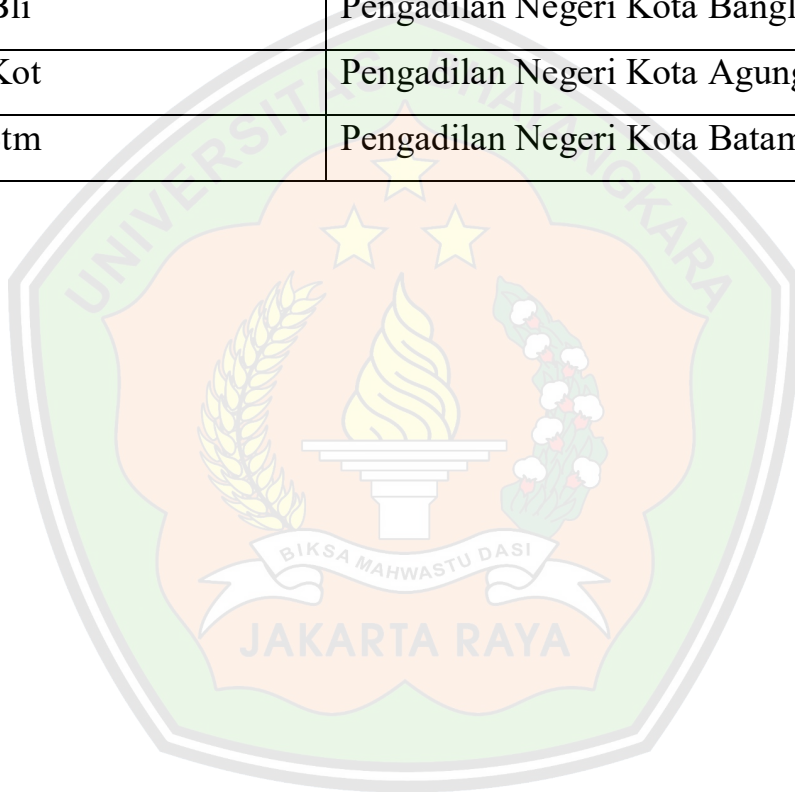 Bli Pengadilan Negeri Kota Bangl
Kot Pengadilan Negeri Kota Agung
tm Pengadilan Negeri Kota Batam
UNIVERSITAS BHAYANGKARA
BIKSA MAHWASTU DASI
JAKARTA RAYA